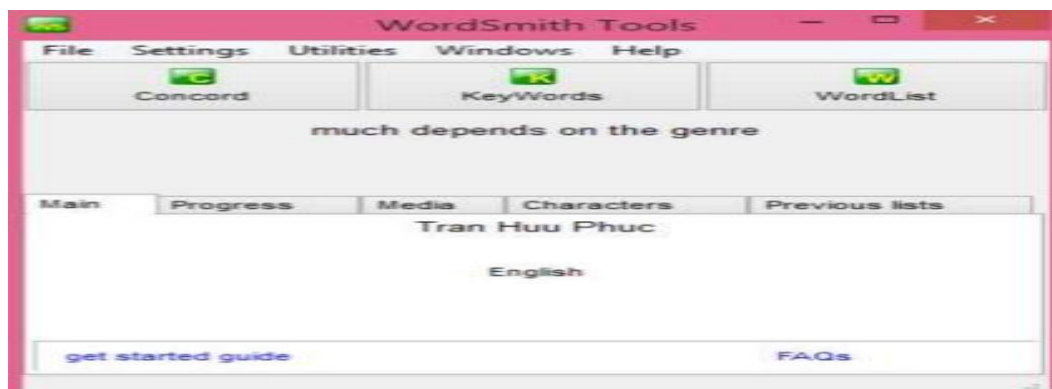 WordSmith Tools
File Settings Utilities Windows Help
C K W
Concord KeyWords WordList
much depends on the genre
Main Progress Media Characters Previous lists
Tran Huu Phuc
English
get started guide FAQs